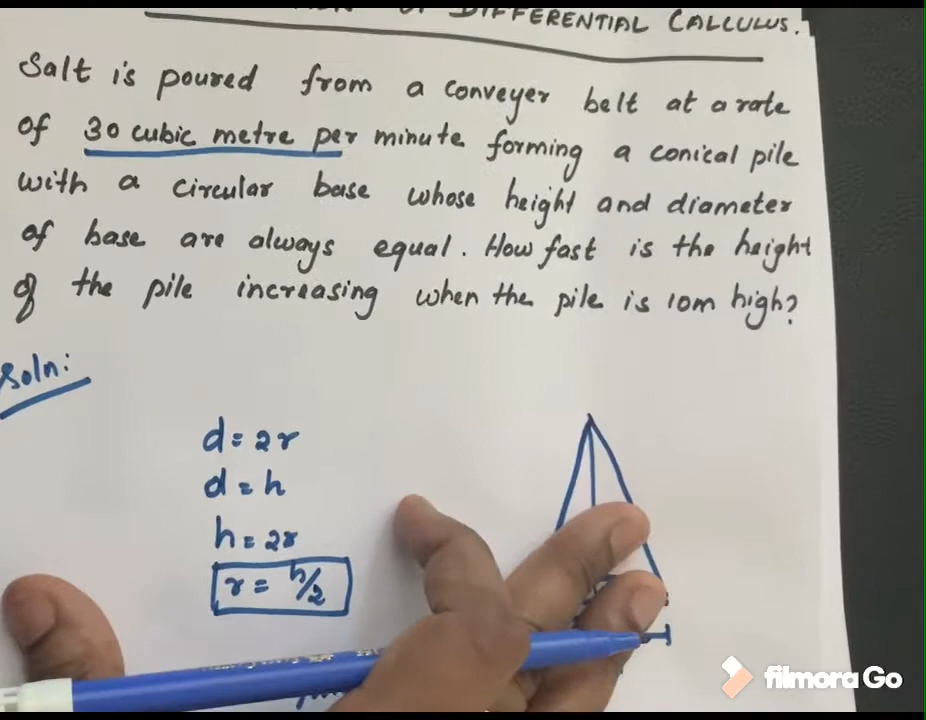 OF DIFFERENTIAL CALCULUS.
Salt is poured from a conveyer belt at a rate
of 30 cubic metre per minute forming a conical pile
with a circular base whose height and diameter
of base are always equal. How fast is the height
of the pile increasing when the pile is 10m high?
Soln:
d = 2r
d = h
h = 2r
r = h/2
filmoraGo